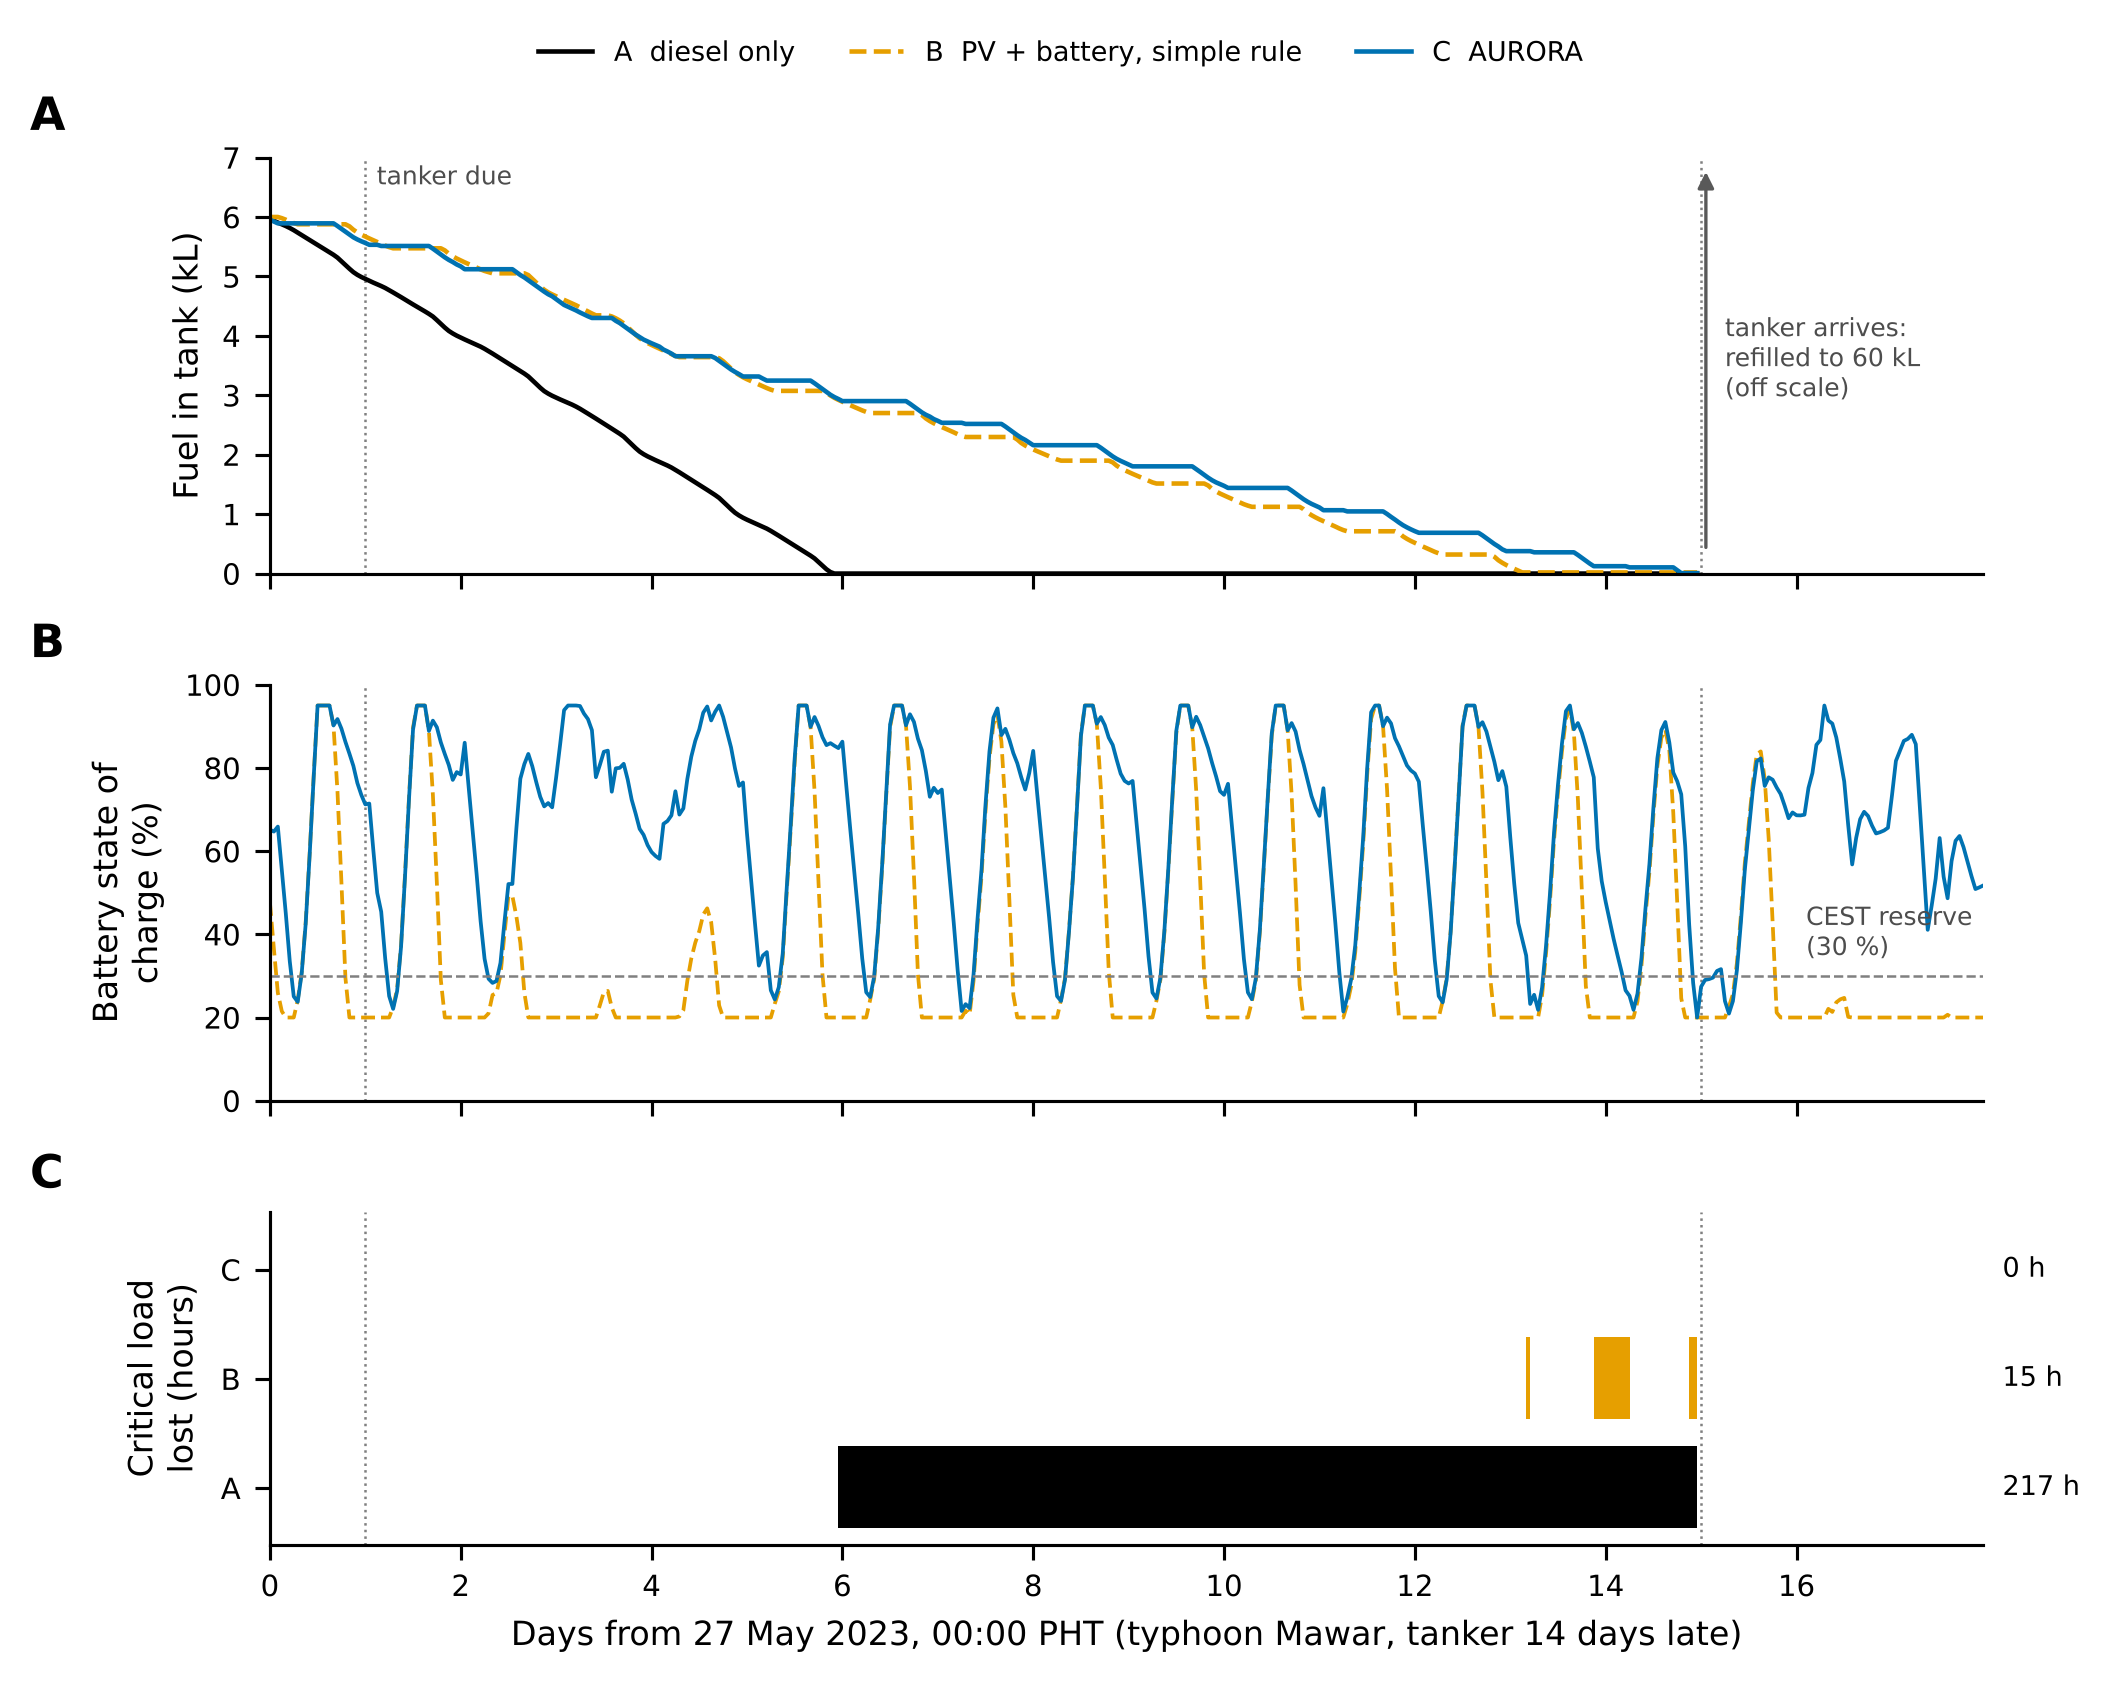 A  diesel only
B  PV + battery, simple rule
C  AURORA
A
Fuel in tank (kL)
7
6
5
4
3
2
1
0
tanker due
tanker arrives:
refilled to 60 kL
(off scale)
B
Battery state of
charge (%)
100
80
60
40
20
0
CEST reserve
(30 %)
C
Critical load
lost (hours)
C
B
A
0 h
15 h
217 h
0
2
4
6
8
10
12
14
16
Days from 27 May 2023, 00:00 PHT (typhoon Mawar, tanker 14 days late)